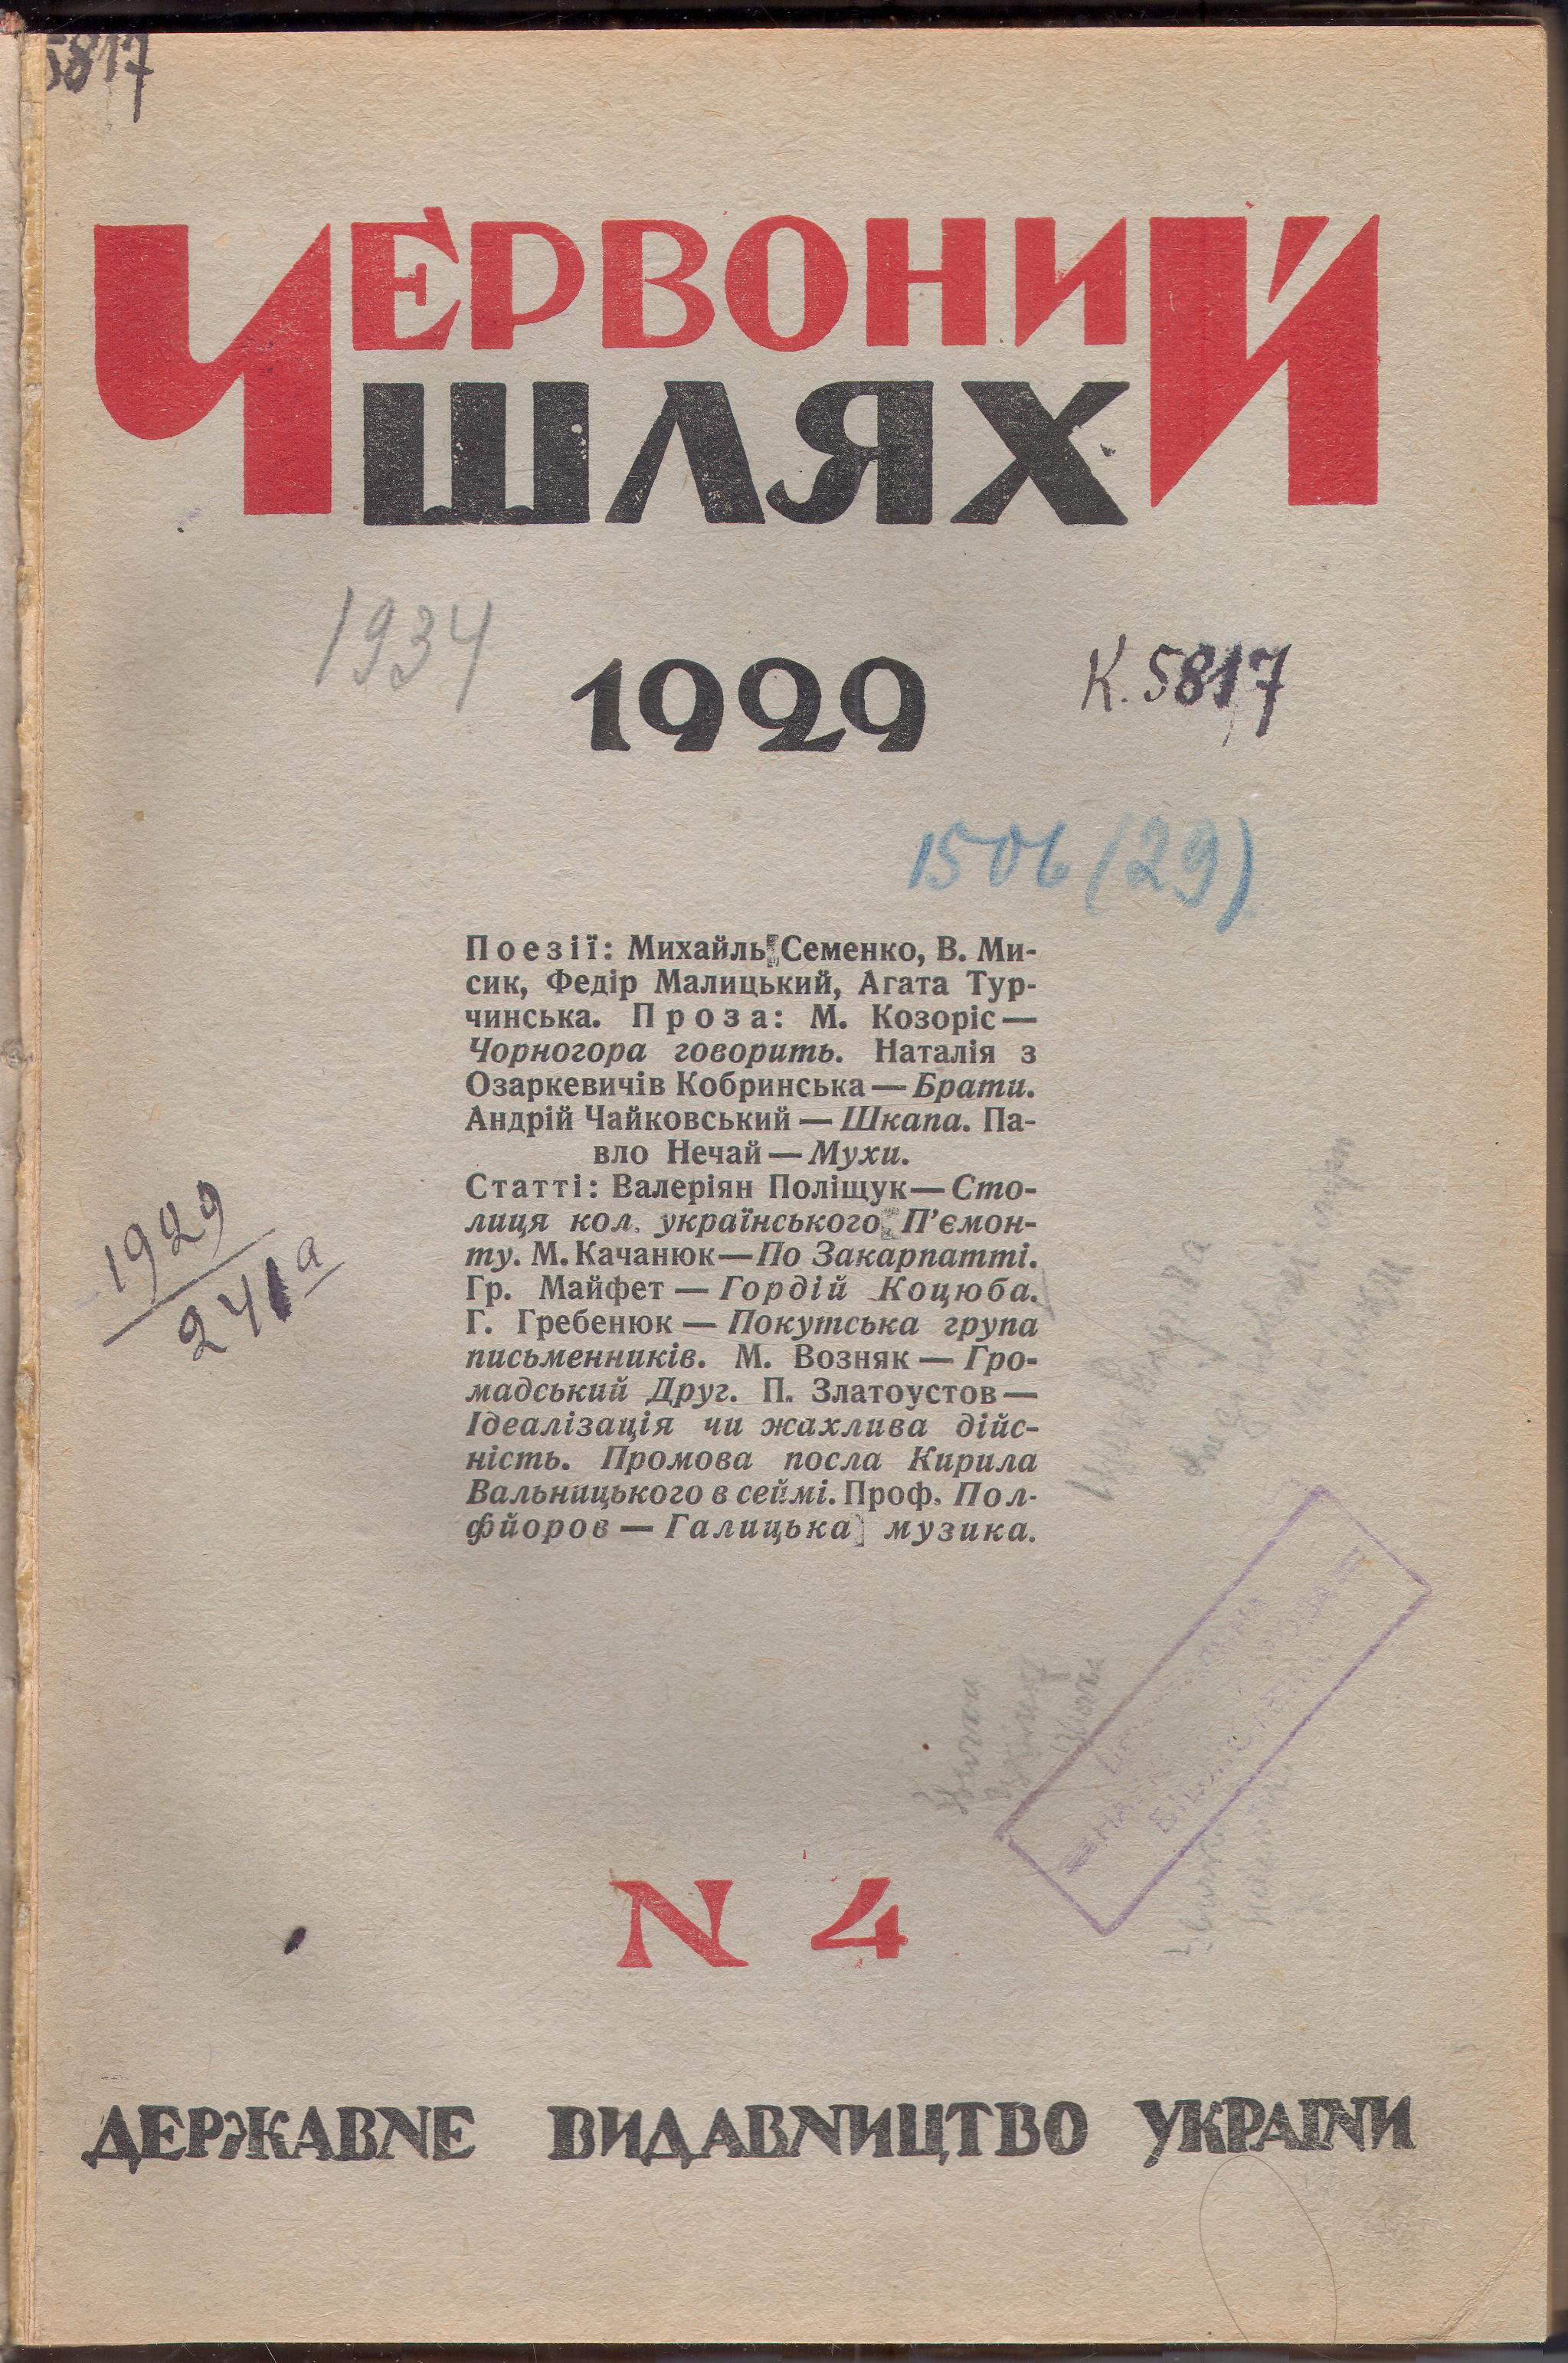 5817
ЧЕРВОНИЙ
ШЛЯХ
1934
1929
К. 5817
1506 (29)
Поезії: Михайль Семенко, В. Ми-
сик, Федір Малицький, Агата Тур-
чинська. Проза: М. Козоріс —
Чорногора говорить. Наталія з
Озаркевичів Кобринська — Брати.
Андрій Чайковський — Шкапа. Па-
вло Нечай — Мухи.
Статті: Валеріян Поліщук — Сто-
лиця кол. українського П’ємон-
ту. М. Качанюк — По Закарпатті.
Гр. Майфет — Гордій Коцюба.
Г. Гребенюк — Покутська група
письменників. М. Возняк — Гро-
мадський Друг. П. Златоустов —
Ідеалізація чи жахлива дійс-
ність. Промова посла Кирила
Вальницького в сеймі. Проф. Пол-
фйоров — Галицька музика.
1929
241а
N 4
ДЕРЖАВНЕ ВИДАВНИЦТВО УКРАЇНИ